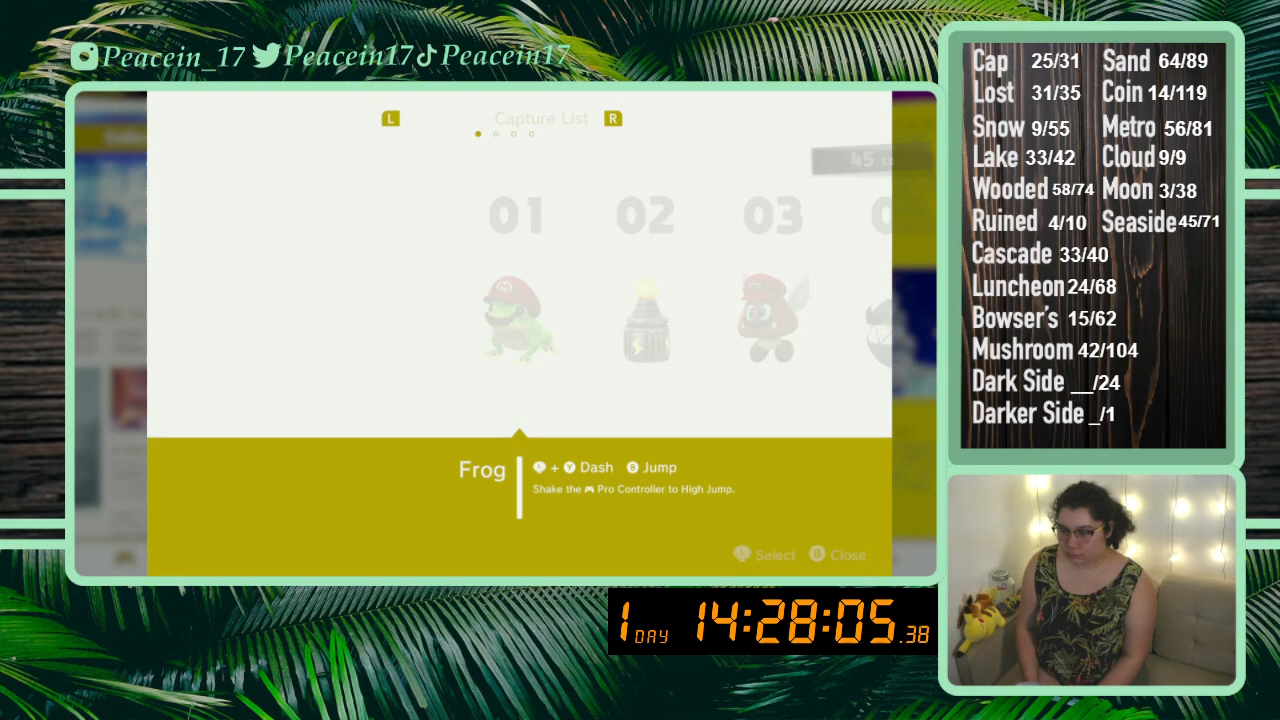 Peacein_17 Peacein17 Peacein17
L Capture List R
45
01 02 03
Frog
L + Y Dash B Jump
Shake the Pro Controller to High Jump.
Select B Close
1 DAY 14:28:05.38
Cap 25/31 Sand 64/89
Lost 31/35 Coin 14/119
Snow 9/55 Metro 56/81
Lake 33/42 Cloud 9/9
Wooded 58/74 Moon 3/38
Ruined 4/10 Seaside 45/71
Cascade 33/40
Luncheon 24/68
Bowser's 15/62
Mushroom 42/104
Dark Side __/24
Darker Side _/1